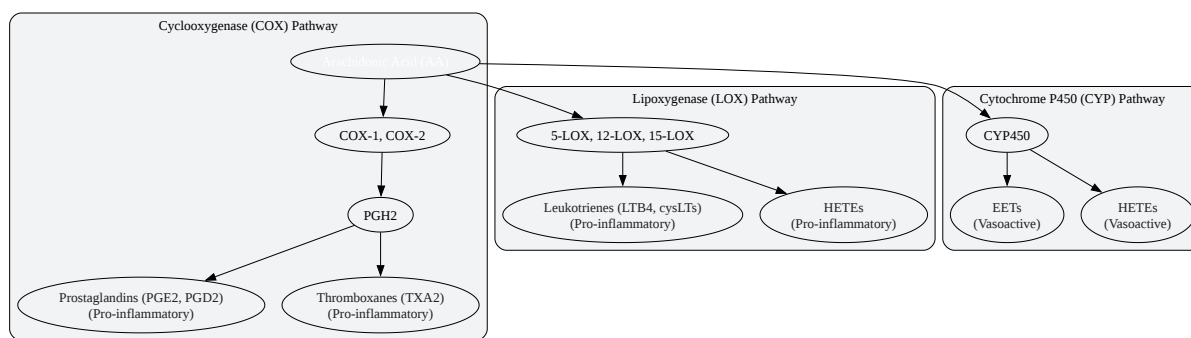 Cyclooxygenase (COX) Pathway
Arachidonic Acid (AA)
COX-1, COX-2
PGH2
Prostaglandins (PGE2, PGD2)
(Pro-inflammatory)
Thromboxanes (TXA2)
(Pro-inflammatory)
Lipoxygenase (LOX) Pathway
5-LOX, 12-LOX, 15-LOX
Leukotrienes (LTB4, cysLTs)
(Pro-inflammatory)
HETEs
(Pro-inflammatory)
Cytochrome P450 (CYP) Pathway
CYP450
EETs
(Vasoactive)
HETEs
(Vasoactive)